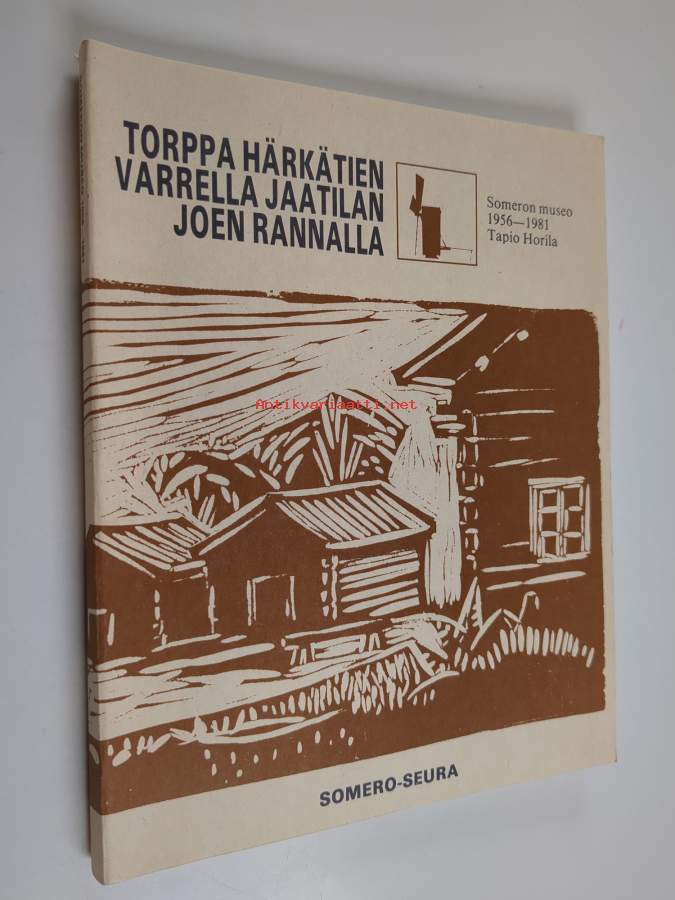 TORPPA HÄRKÄTIEN
VARRELLA JAATILAN
JOEN RANNALLA
Someron museo
1956—1981
Tapio Horila
Antikvariaatti.net
SOMERO-SEURA